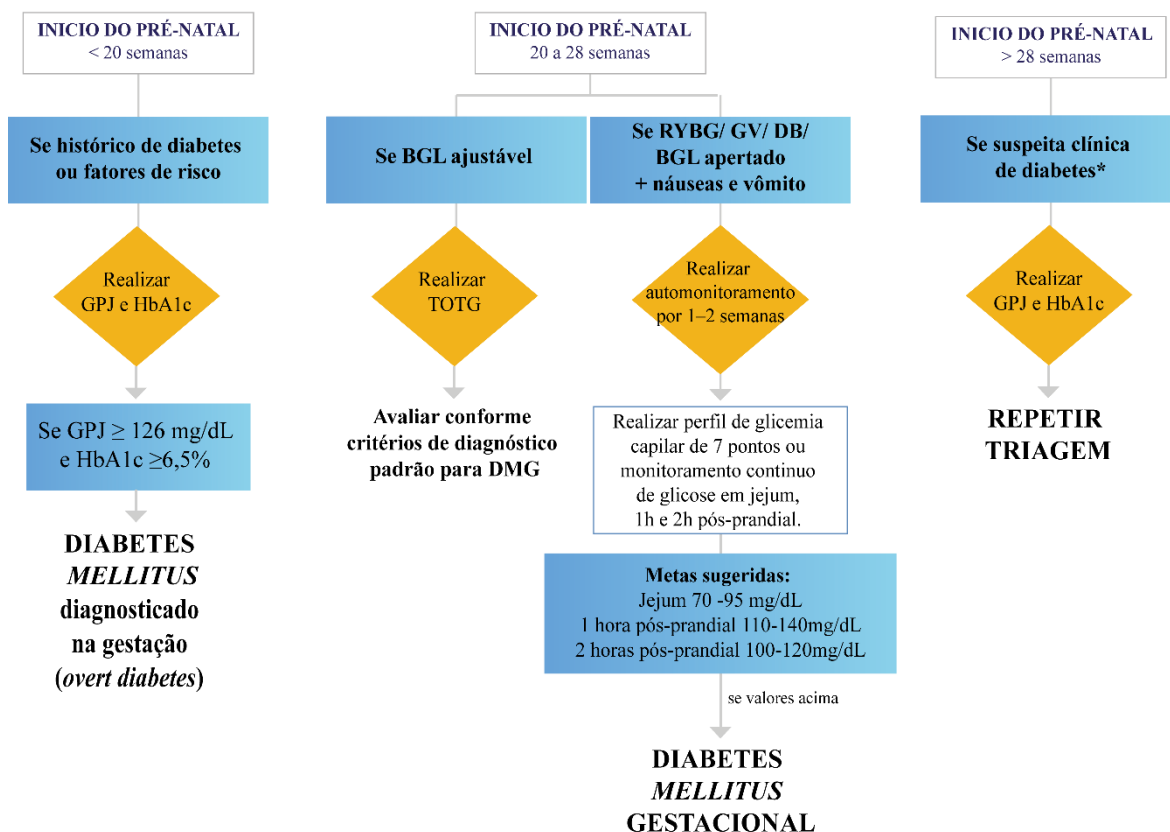 INICIO DO PRÉ-NATAL
< 20 semanas
Se histórico de diabetes
ou fatores de risco
Realizar
GPJ e HbA1c
Se GPJ ≥ 126 mg/dL
e HbA1c ≥6,5%
DIABETES
MELLITUS
diagnosticado
na gestação
(overt diabetes)
INICIO DO PRÉ-NATAL
20 a 28 semanas
Se BGL ajustável
Realizar
TOTG
Avaliar conforme
critérios de diagnóstico
padrão para DMG
Se RYBG/ GV/ DB/
BGL apertado
+ náuseas e vômito
Realizar
automonitoramento
por 1–2 semanas
Realizar perfil de glicemia
capilar de 7 pontos ou
monitoramento continuo
de glicose em jejum,
1h e 2h pós-prandial.
Metas sugeridas:
Jejum 70 -95 mg/dL
1 hora pós-prandial 110-140mg/dL
2 horas pós-prandial 100-120mg/dL
se valores acima
DIABETES
MELLITUS
GESTACIONAL
INICIO DO PRÉ-NATAL
> 28 semanas
Se suspeita clínica
de diabetes*
Realizar
GPJ e HbA1c
REPETIR
TRIAGEM